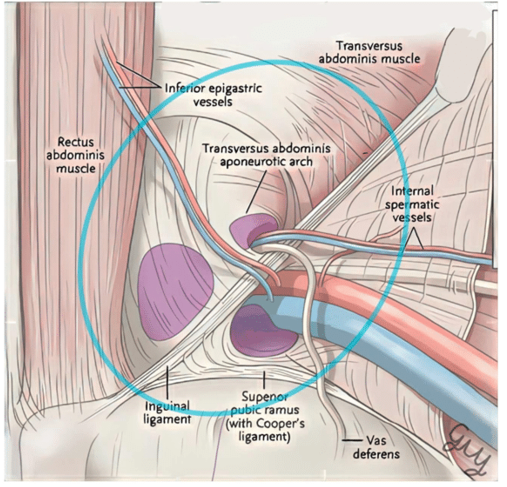 Transversus
abdominis muscle
Inferior epigastric
vessels
Rectus
abdominis
muscle
Transversus abdominis
aponeurotic arch
Internal
spermatic
vessels
Inguinal
ligament
Superior
pubic ramus
(with Cooper's
ligament)
Vas
deferens